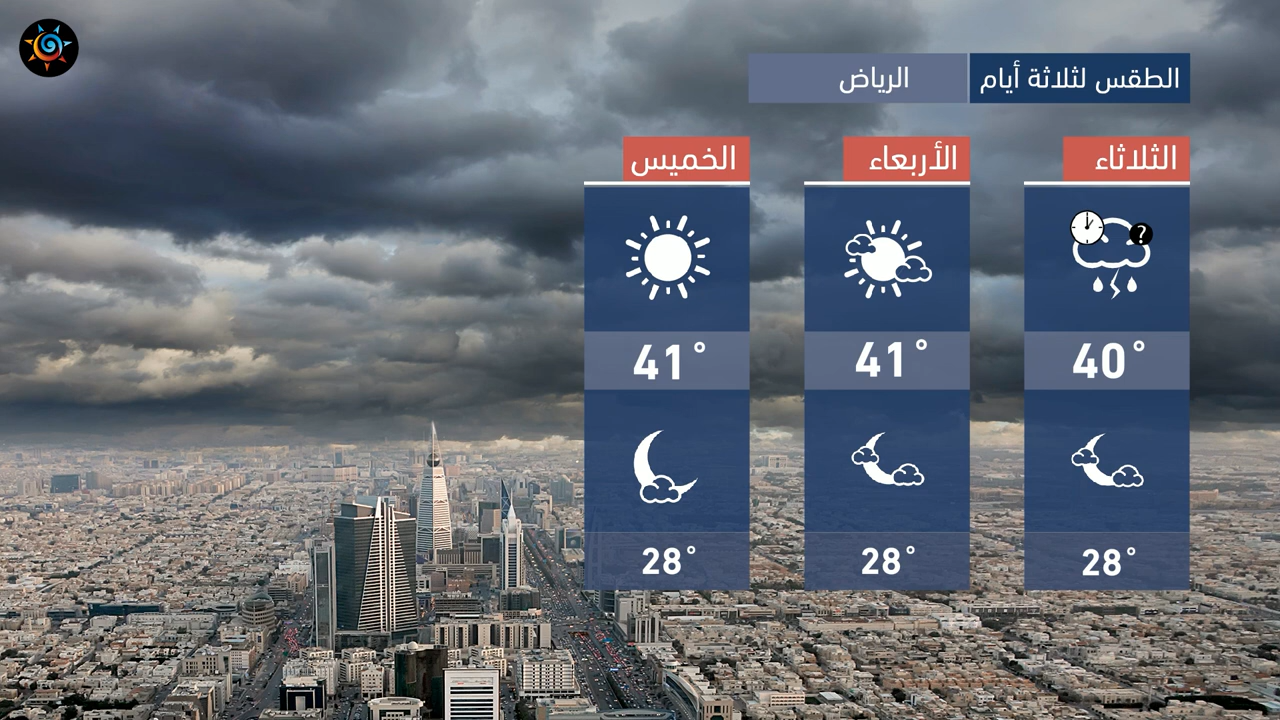 الطقس لثلاثة أيام
الرياض
الثلاثاء
الأربعاء
الخميس
?
40°
41°
41°
28°
28°
28°